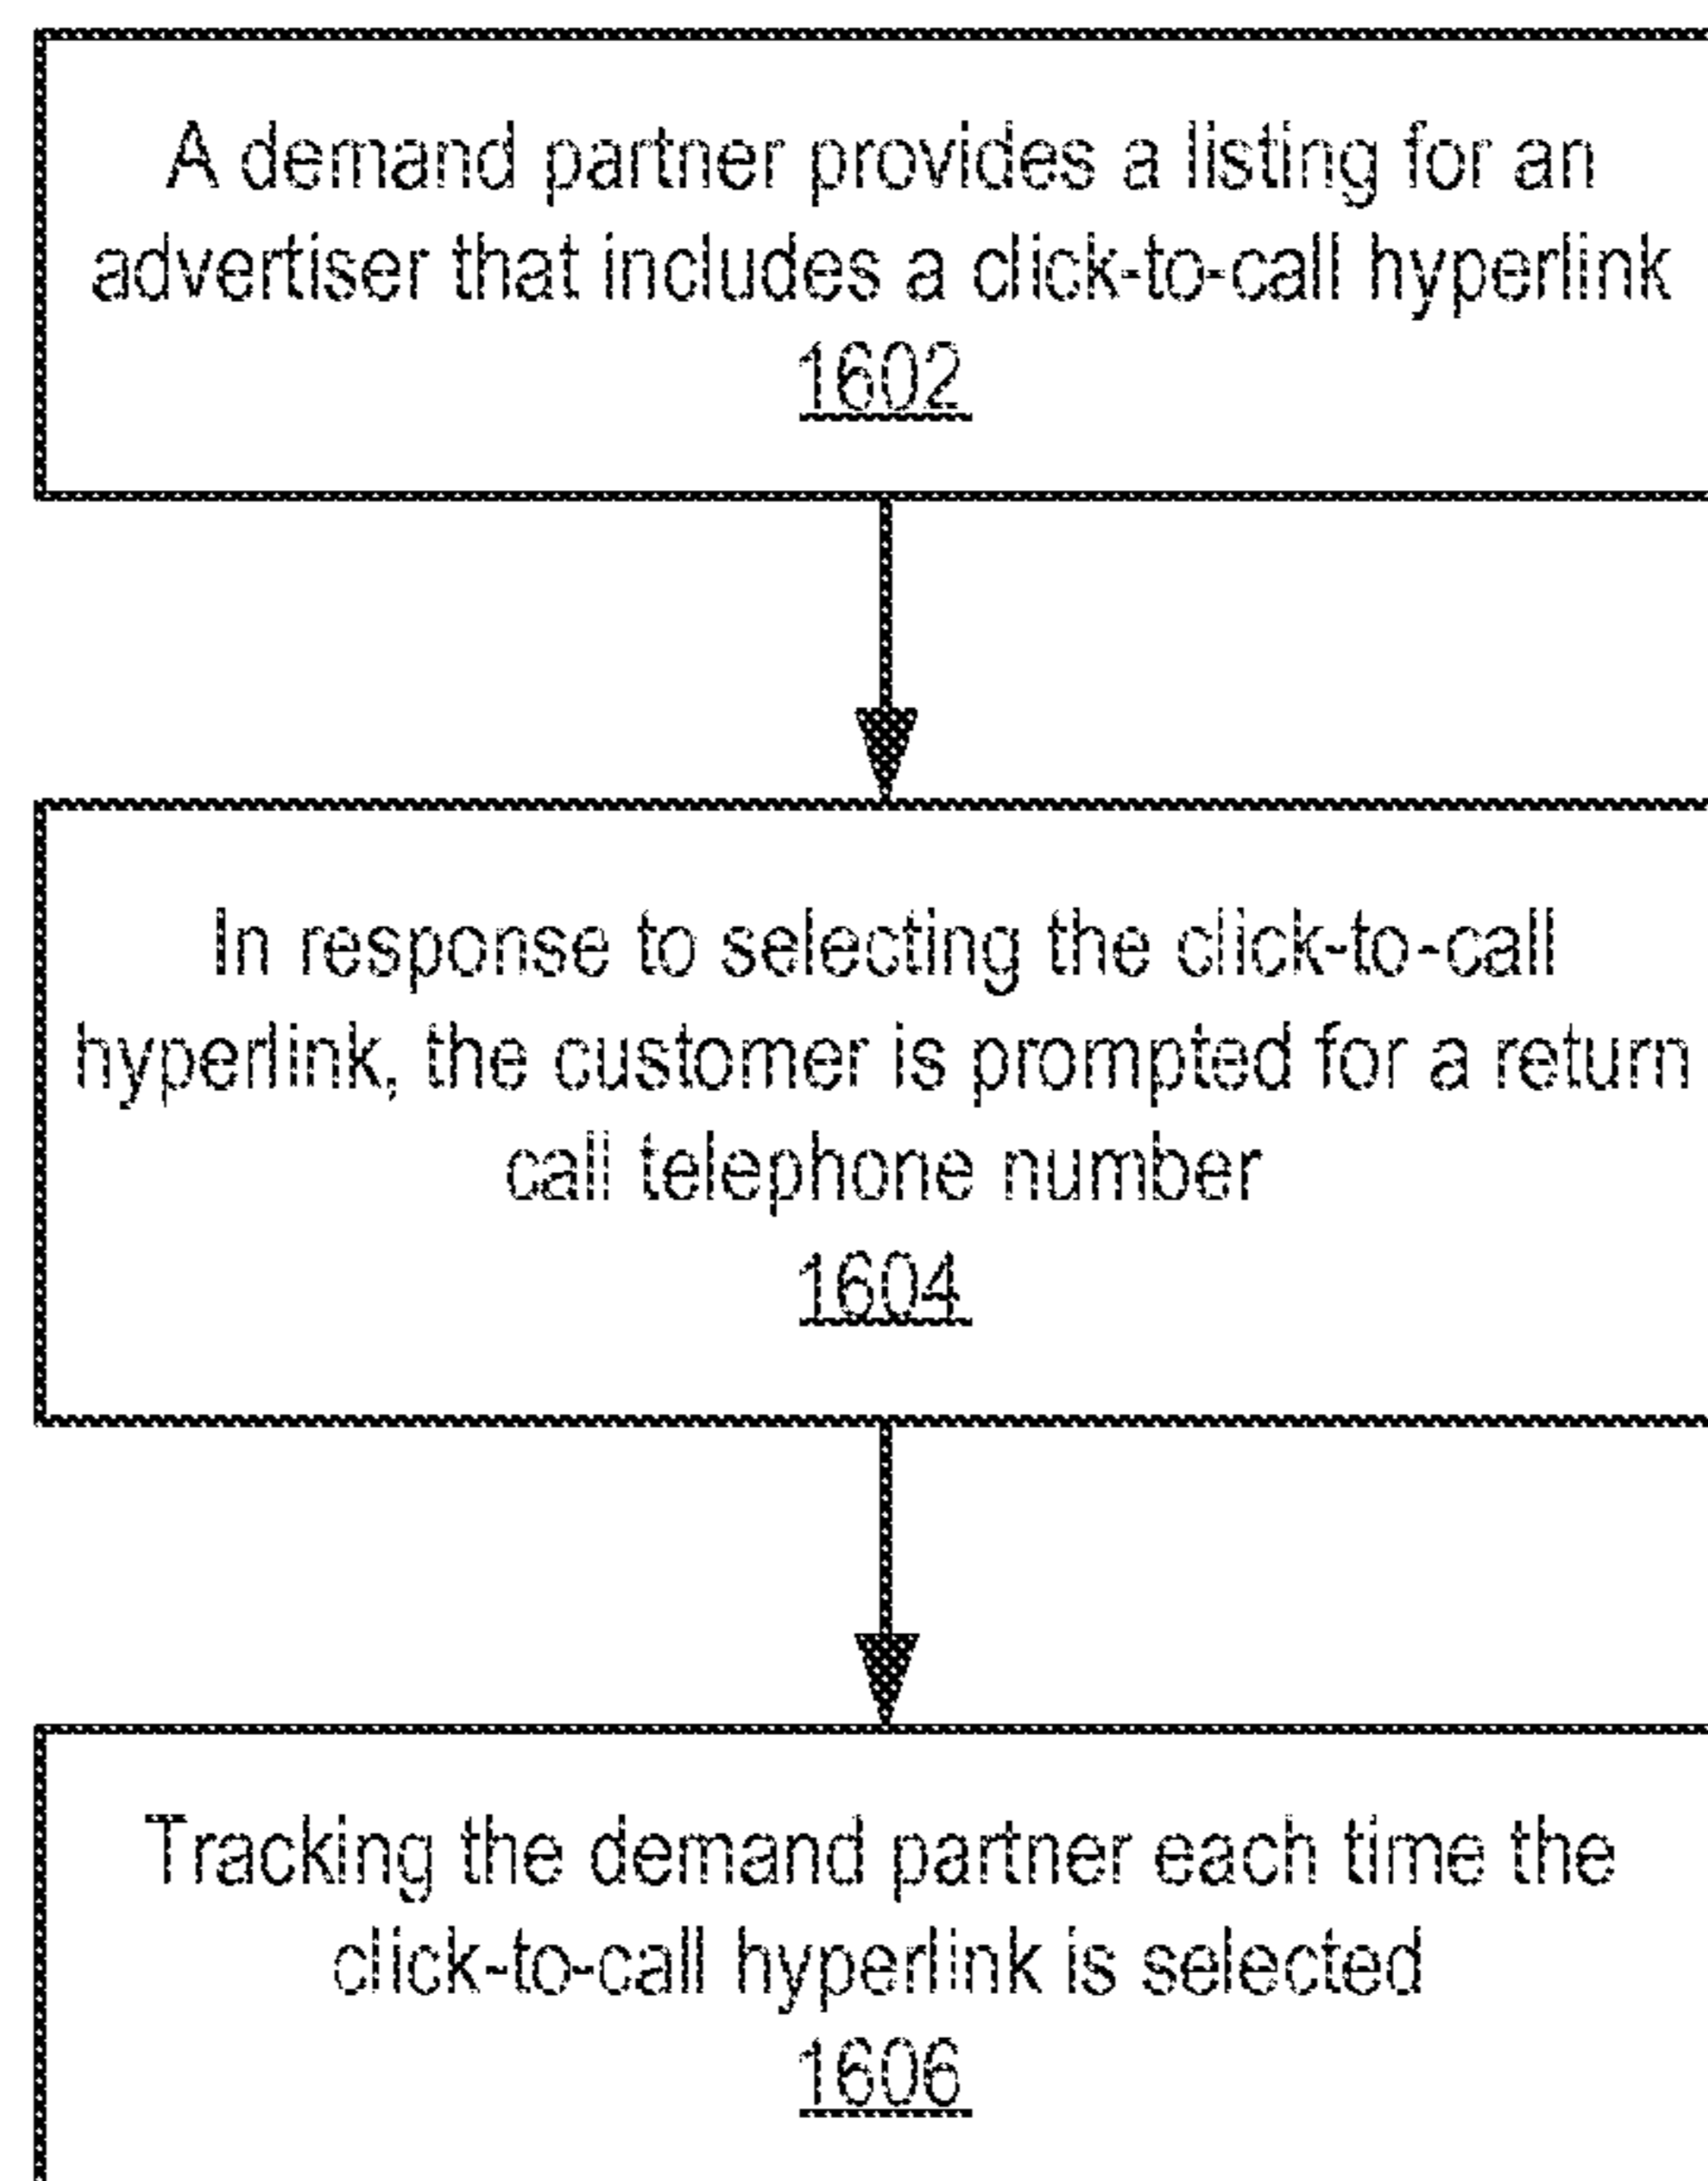 A demand partner provides a listing for an
advertiser that includes a click-to-call hyperlink
1602
In response to selecting the click-to-call
hyperlink, the customer is prompted for a return
call telephone number
1604
Tracking the demand partner each time the
click-to-call hyperlink is selected
1606